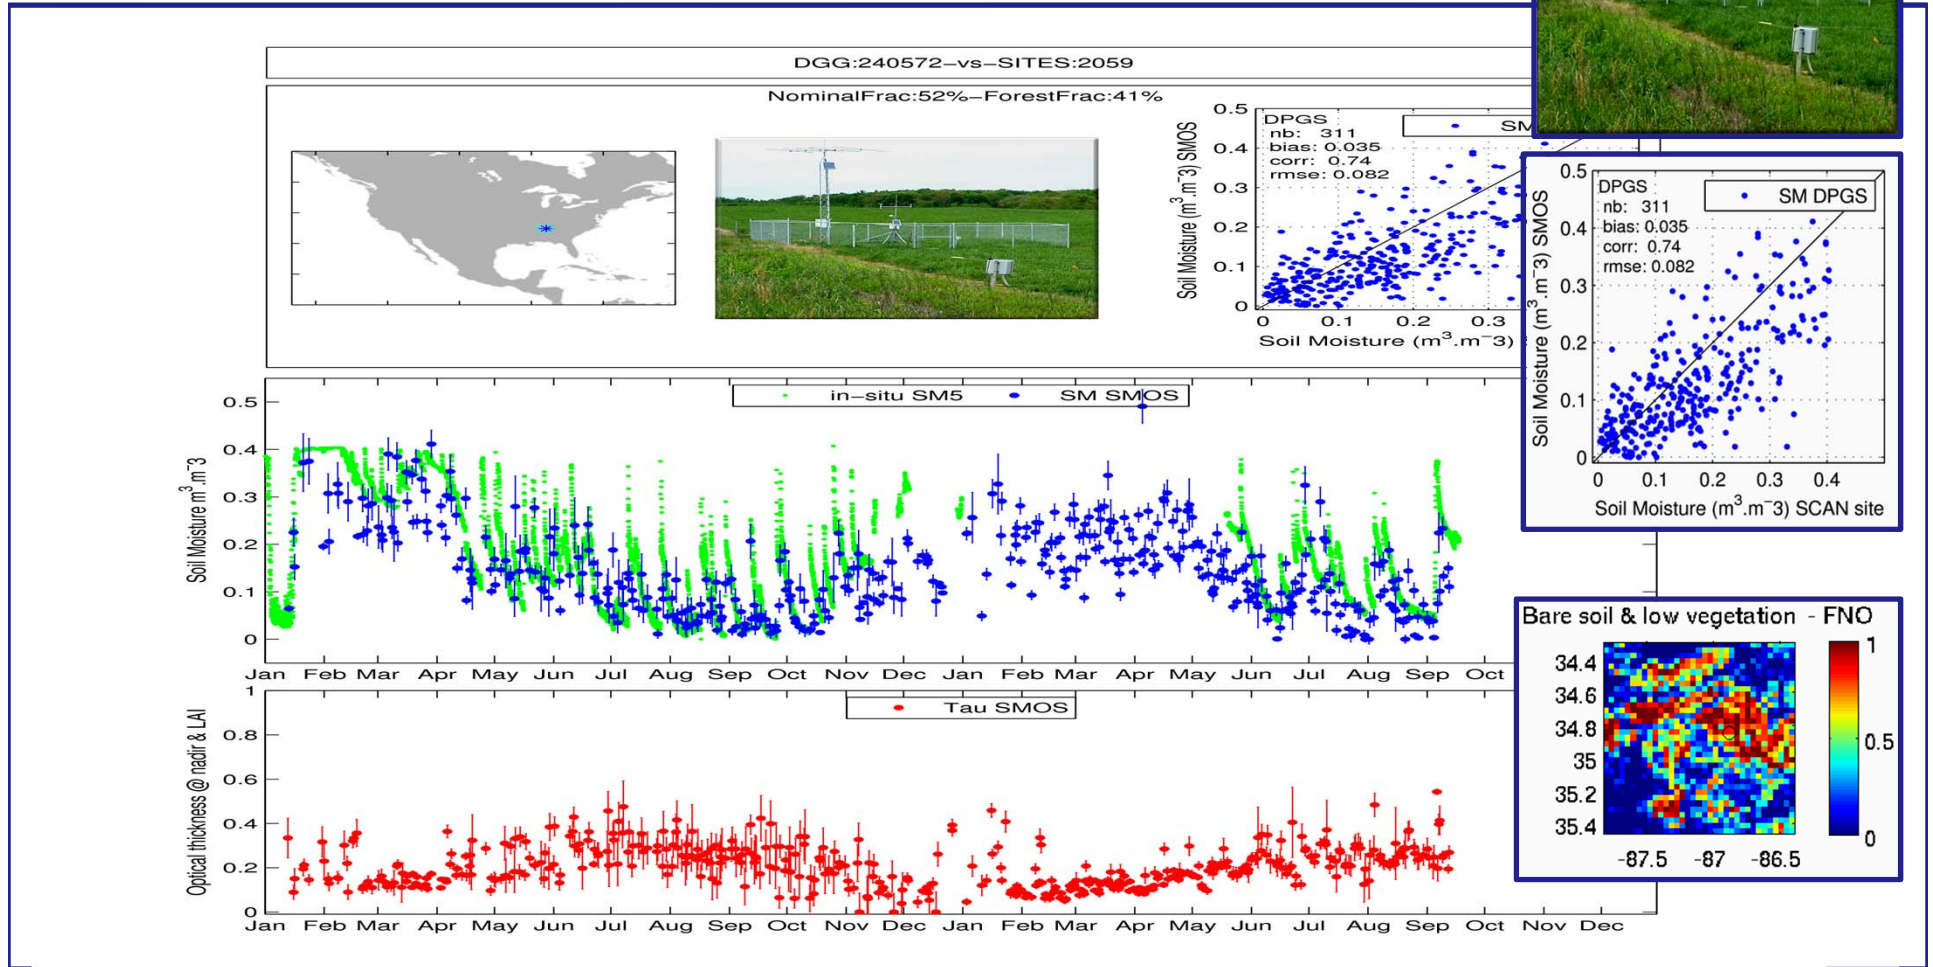 DGG:240572-vs-SITES:2059
NominalFrac:52%-ForestFrac:41%
DPGS
nb: 311
bias: 0.035
corr: 0.74
rmse: 0.082
SM
Soil Moisture (m³.m⁻3) SMOS
0.5
0.4
0.3
0.2
0.1
0
0 0.1 0.2 0.3
Soil Moisture (m³.m⁻3)
DPGS
nb: 311
bias: 0.035
corr: 0.74
rmse: 0.082
SM DPGS
Soil Moisture (m³.m⁻3) SMOS
0.5
0.4
0.3
0.2
0.1
0
0 0.1 0.2 0.3 0.4
Soil Moisture (m³.m⁻3) SCAN site
in-situ SM5 SM SMOS
Soil Moisture m³.m⁻3
0.5
0.4
0.3
0.2
0.1
0
Jan Feb Mar Apr May Jun Jul Aug Sep Oct Nov Dec Jan Feb Mar Apr May Jun Jul Aug Sep Oct
Bare soil & low vegetation - FNO
34.4
34.6
34.8
35
35.2
35.4
-87.5 -87 -86.5
1
0.5
0
Tau SMOS
Optical thickness @ nadir & LAI
1
0.8
0.6
0.4
0.2
0
Jan Feb Mar Apr May Jun Jul Aug Sep Oct Nov Dec Jan Feb Mar Apr May Jun Jul Aug Sep Oct Nov Dec